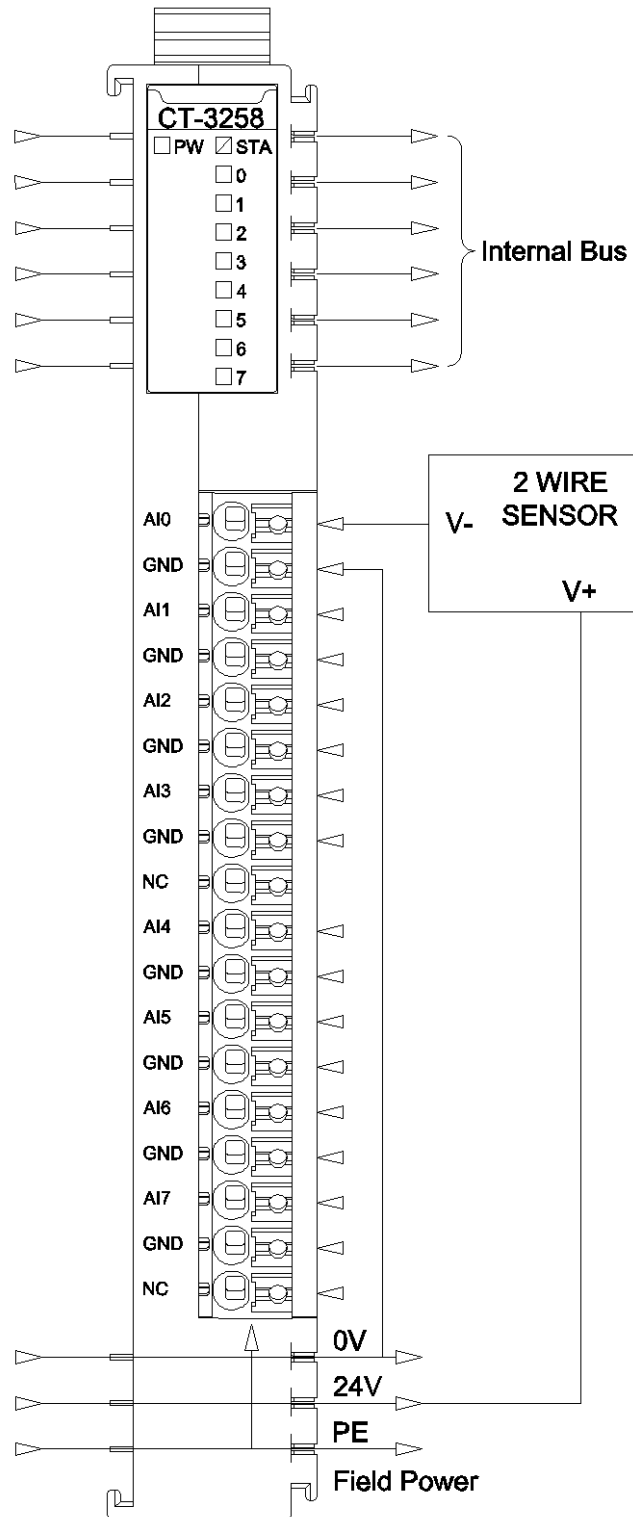 CT-3258
PW STA
0
1
2
3
4
5
6
7
Internal Bus
2 WIRE
SENSOR
V-
V+
AI0
GND
AI1
GND
AI2
GND
AI3
GND
NC
AI4
GND
AI5
GND
AI6
GND
AI7
GND
NC
0V
24V
PE
Field Power